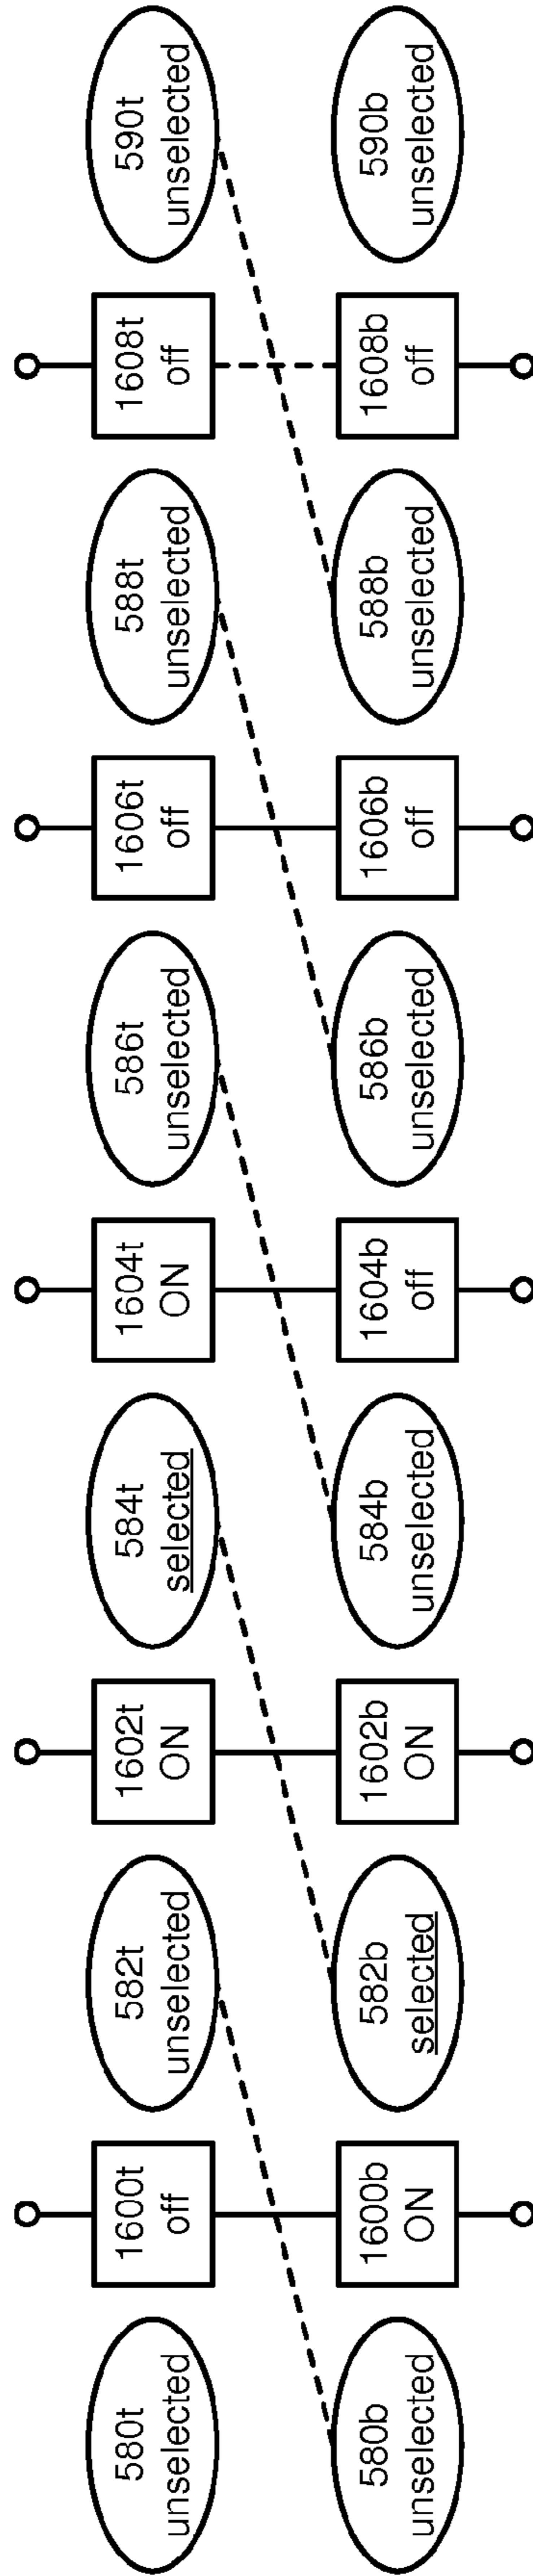 580t
unselected
1600t
off
582t
unselected
1602t
ON
584t
selected
1604t
ON
586t
unselected
1606t
off
588t
unselected
1608t
off
590t
unselected
580b
unselected
1600b
ON
582b
selected
1602b
ON
584b
unselected
1604b
off
586b
unselected
1606b
off
588b
unselected
1608b
off
590b
unselected